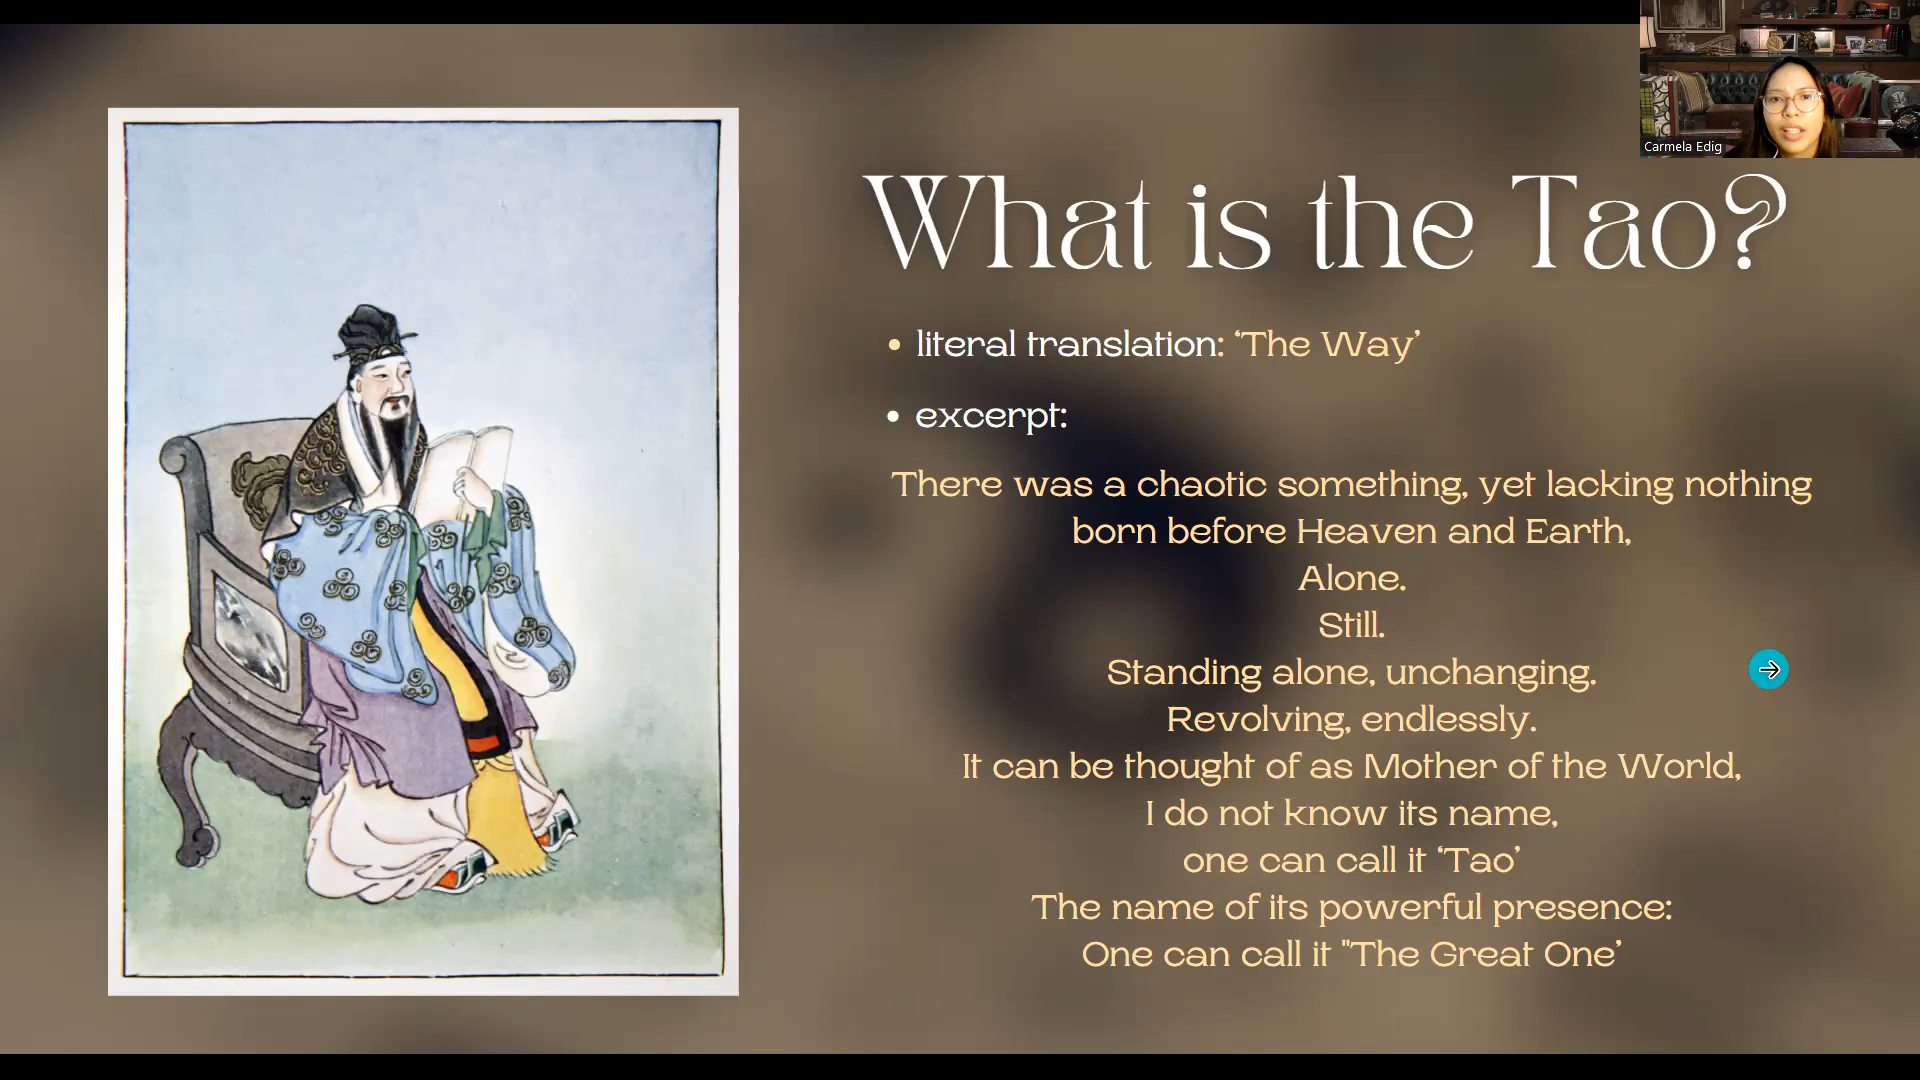 Carmela Edig
What is the Tao?
• literal translation: ‘The Way’
• excerpt:
There was a chaotic something, yet lacking nothing
born before Heaven and Earth,
Alone.
Still.
Standing alone, unchanging.
Revolving, endlessly.
It can be thought of as Mother of the World,
I do not know its name,
one can call it ‘Tao’
The name of its powerful presence:
One can call it "The Great One’